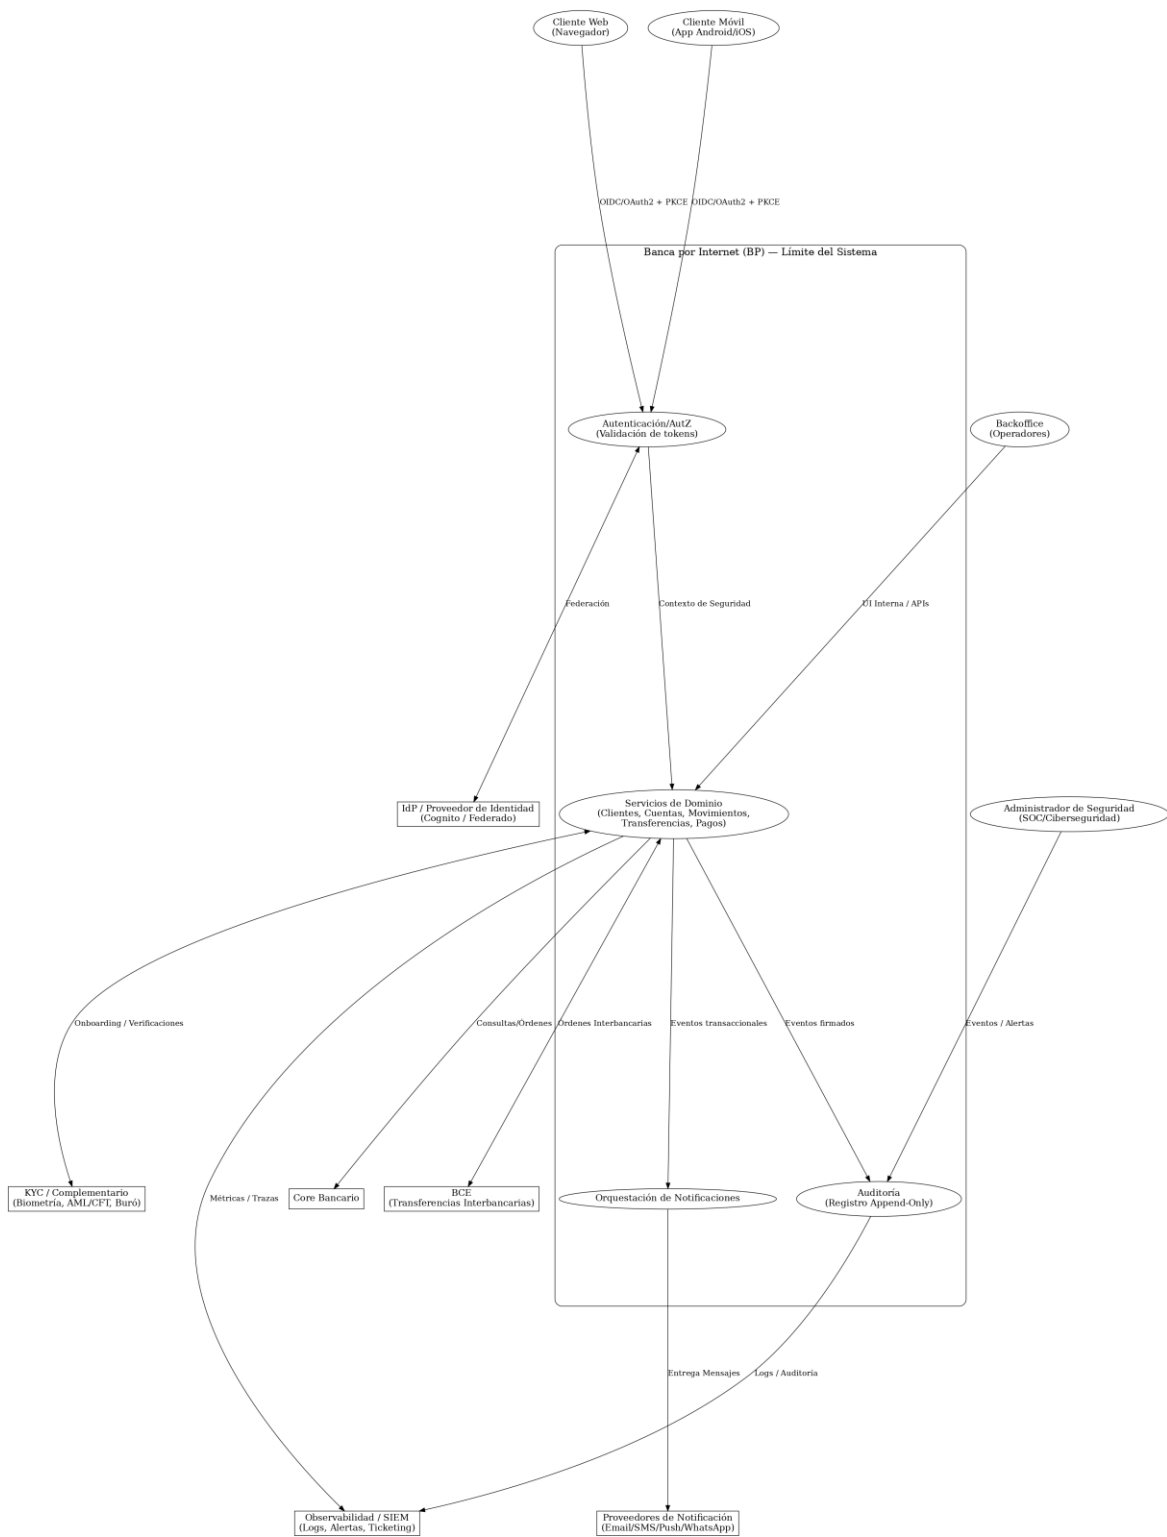 Cliente Web
(Navegador)
Cliente Móvil
(App Android/iOS)
OIDC/OAuth2 + PKCE
OIDC/OAuth2 + PKCE
Banca por Internet (BP) — Límite del Sistema
Autenticación/AutZ
(Validación de tokens)
Backoffice
(Operadores)
Federación
Contexto de Seguridad
UI Interna / APIs
IdP / Proveedor de Identidad
(Cognito / Federado)
Servicios de Dominio
(Clientes, Cuentas, Movimientos,
Transferencias, Pagos)
Administrador de Seguridad
(SOC/Ciberseguridad)
Onboarding / Verificaciones
Consultas/Órdenes
Órdenes Interbancarias
Eventos transaccionales
Eventos firmados
Eventos / Alertas
KYC / Complementario
(Biometría, AML/CFT, Buró)
Métricas / Trazas
Core Bancario
BCE
(Transferencias Interbancarias)
Orquestación de Notificaciones
Auditoría
(Registro Append-Only)
Entrega Mensajes
Logs / Auditoría
Observabilidad / SIEM
(Logs, Alertas, Ticketing)
Proveedores de Notificación
(Email/SMS/Push/WhatsApp)